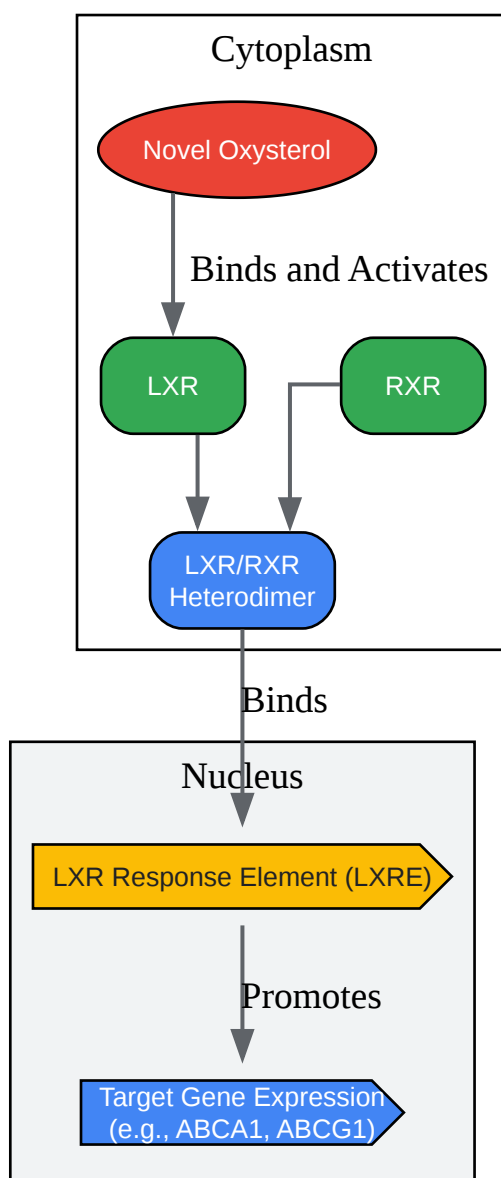 Cytoplasm
Novel Oxysterol
Binds and Activates
LXR
RXR
LXR/RXR
Heterodimer
Binds
Nucleus
LXR Response Element (LXRE)
Promotes
Target Gene Expression
(e.g., ABCA1, ABCG1)